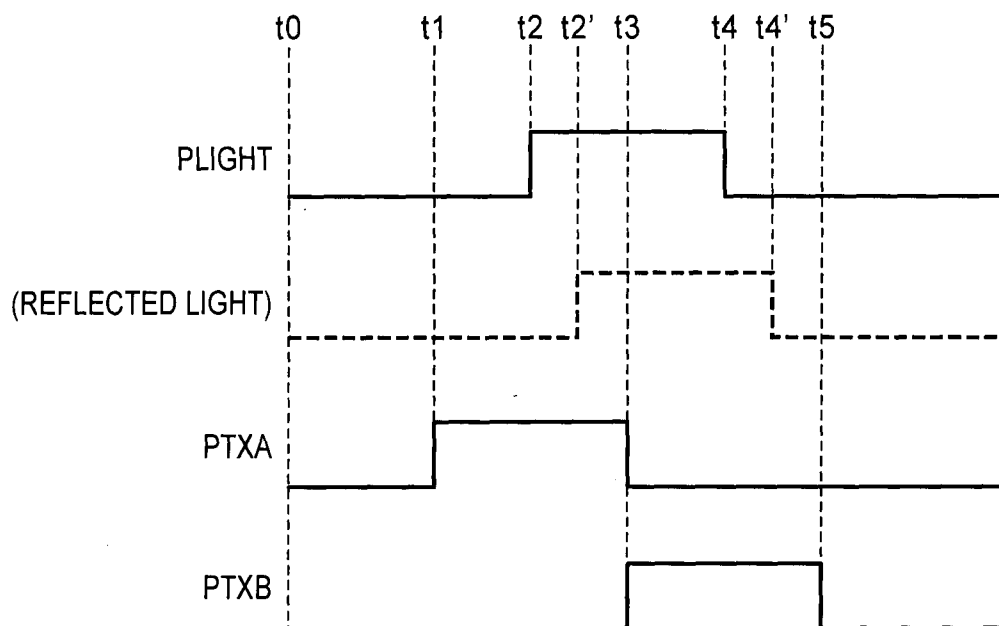 t0 t1 t2 t2' t3 t4 t4' t5
PLIGHT
(REFLECTED LIGHT)
PTXA
PTXB